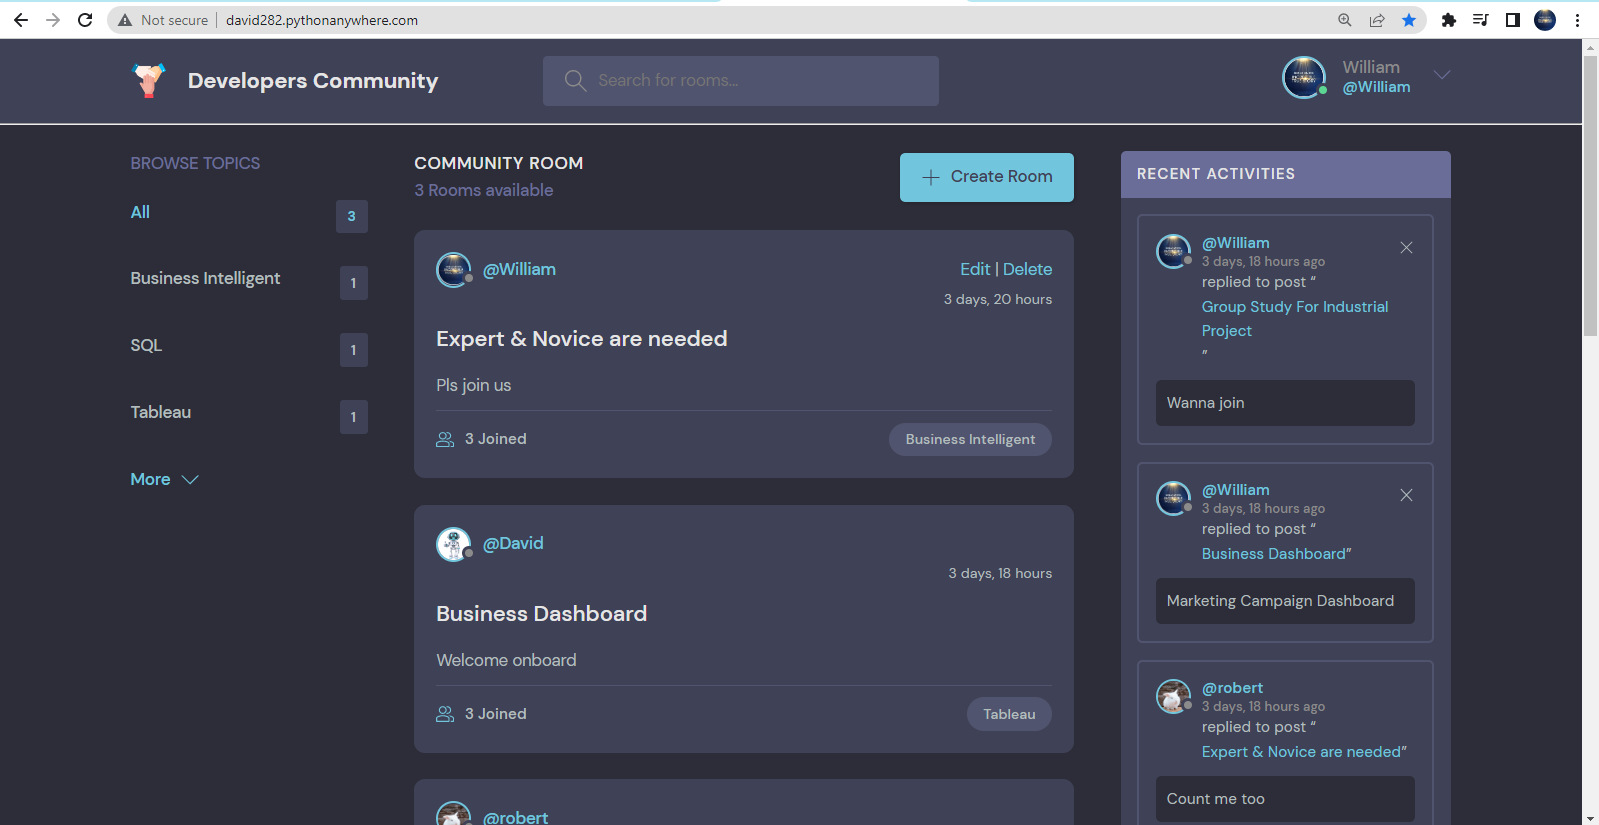 Not secure
david282.pythonanywhere.com
Developers Community
Search for rooms...
William
@William
BROWSE TOPICS
All
3
Business Intelligent
1
SQL
1
Tableau
1
More
COMMUNITY ROOM
3 Rooms available
Create Room
@William
Edit | Delete
3 days, 20 hours
Expert & Novice are needed
Pls join us
3 Joined
Business Intelligent
@David
3 days, 18 hours
Business Dashboard
Welcome onboard
3 Joined
Tableau
@robert
RECENT ACTIVITIES
@William
3 days, 18 hours ago
replied to post “
Group Study For Industrial
Project
”
Wanna join
@William
3 days, 18 hours ago
replied to post “
Business Dashboard”
Marketing Campaign Dashboard
@robert
3 days, 18 hours ago
replied to post “
Expert & Novice are needed”
Count me too